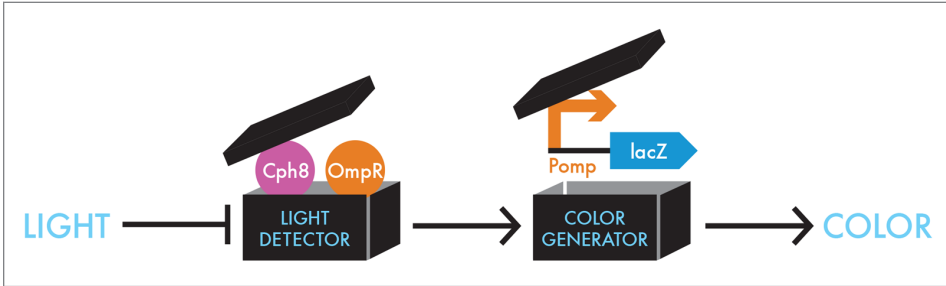 Cph8
OmpR
Pomp
lacZ
LIGHT
LIGHT
DETECTOR
COLOR
GENERATOR
COLOR